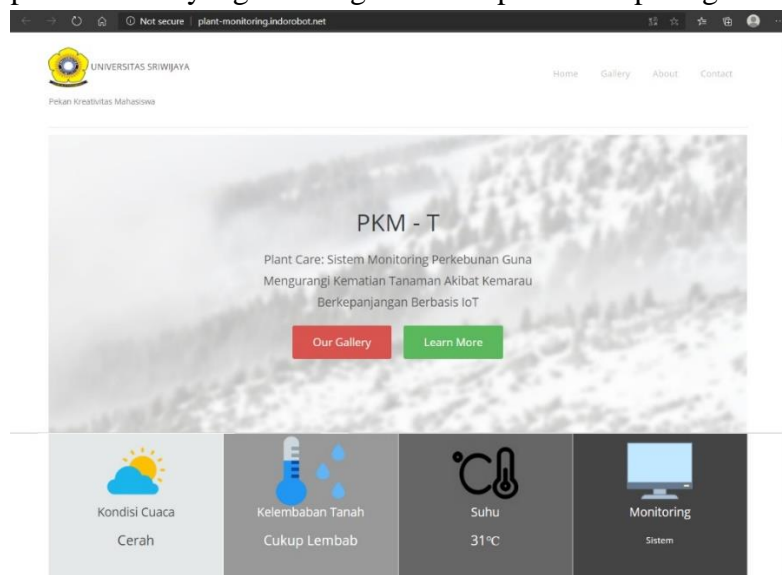 Not secure | plant-monitoring.indorobot.net
UNIVERSITAS SRIWIJAYA
Pekan Kreativitas Mahasiswa
Home Gallery About Contact
PKM - T
Plant Care: Sistem Monitoring Perkebunan Guna
Mengurangi Kematian Tanaman Akibat Kemarau
Berkepanjangan Berbasis IoT
Our Gallery Learn More
°C
Kondisi Cuaca Kelembaban Tanah Suhu Monitoring
Cerah Cukup Lembab 31°C Sistem